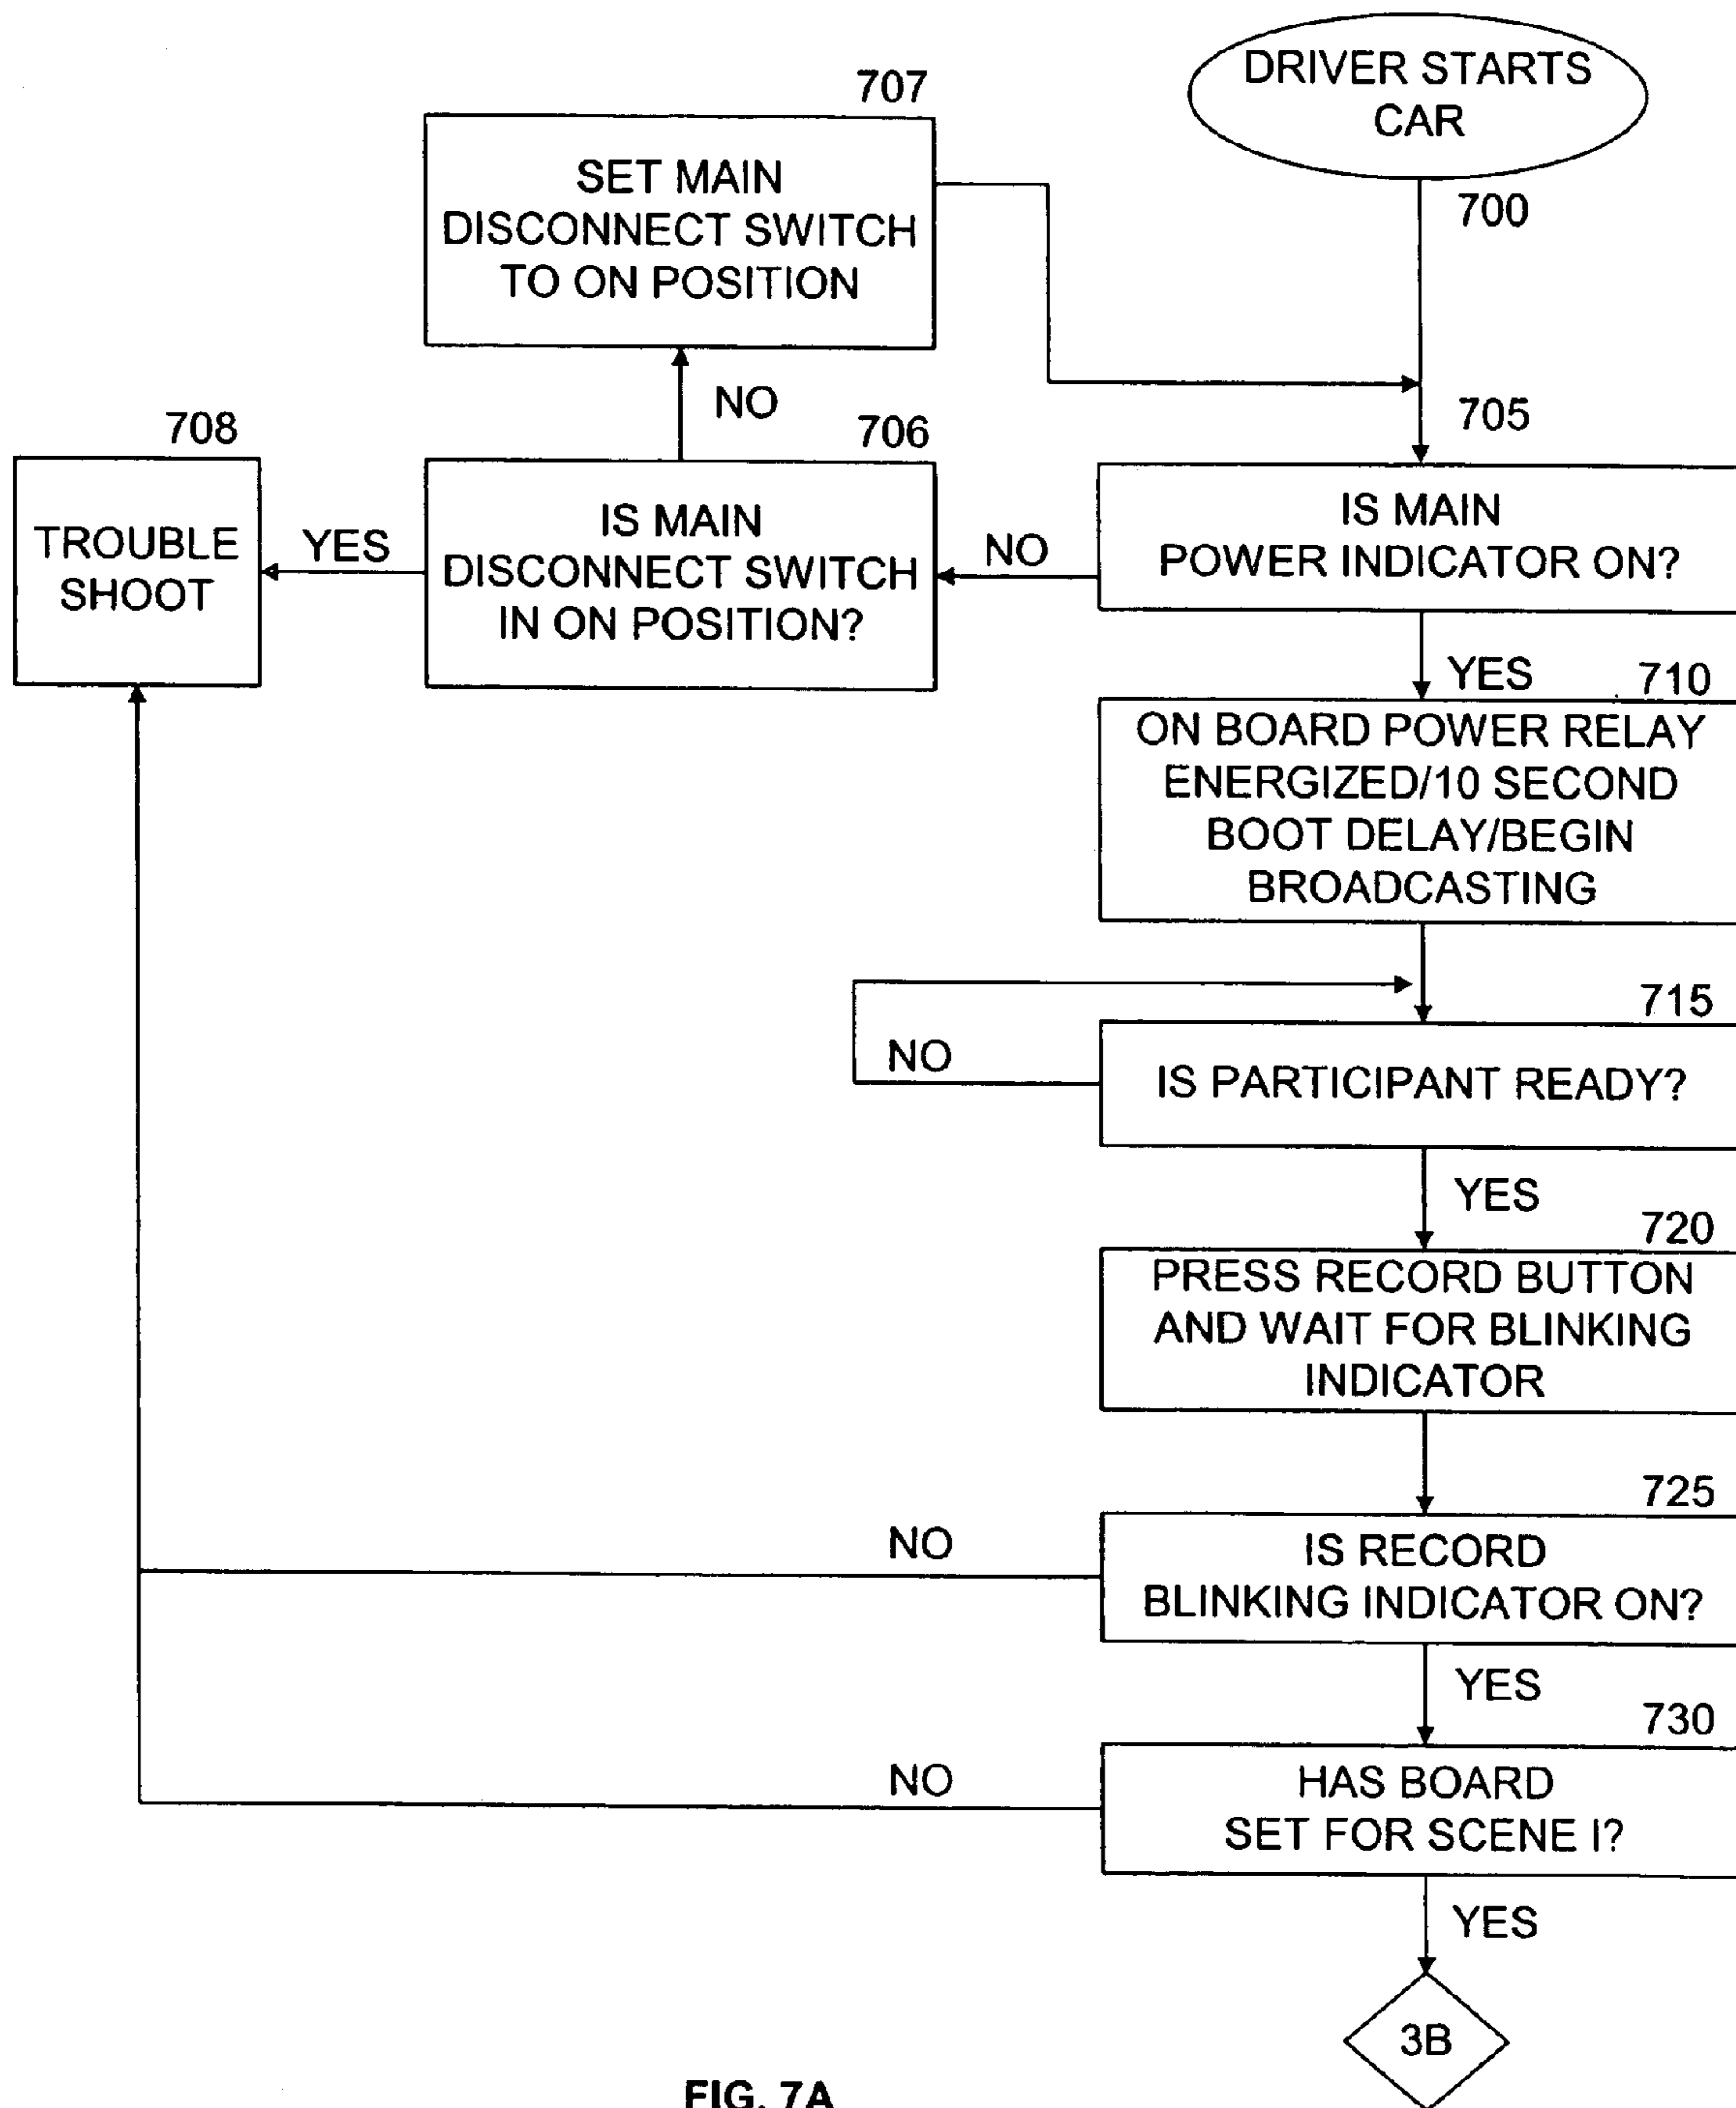 DRIVER STARTS
CAR
700
707
SET MAIN
DISCONNECT SWITCH
TO ON POSITION
NO
705
708
TROUBLE
SHOOT
YES
706
IS MAIN
DISCONNECT SWITCH
IN ON POSITION?
NO
IS MAIN
POWER INDICATOR ON?
YES
710
ON BOARD POWER RELAY
ENERGIZED/10 SECOND
BOOT DELAY/BEGIN
BROADCASTING
715
NO
IS PARTICIPANT READY?
YES
720
PRESS RECORD BUTTON
AND WAIT FOR BLINKING
INDICATOR
725
NO
IS RECORD
BLINKING INDICATOR ON?
YES
730
NO
HAS BOARD
SET FOR SCENE I?
YES
3B
FIG. 7A